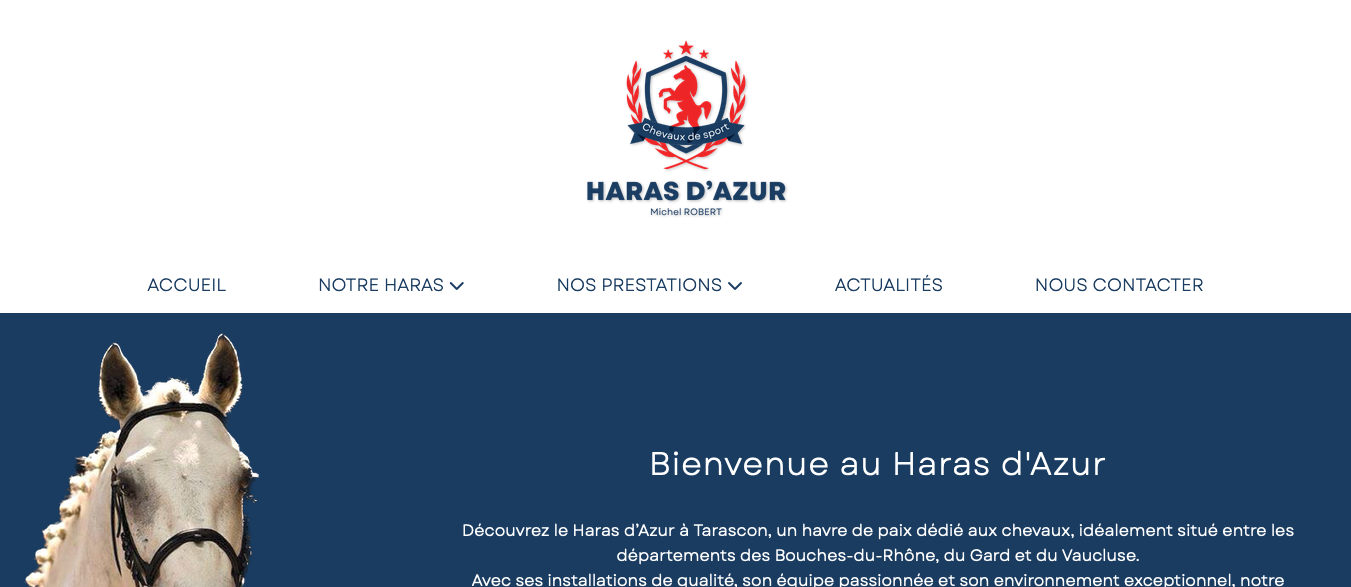 Chevaux de sport
HARAS D’AZUR
Michel ROBERT
ACCUEIL NOTRE HARAS NOS PRESTATIONS ACTUALITÉS NOUS CONTACTER
Bienvenue au Haras d'Azur
Découvrez le Haras d’Azur à Tarascon, un havre de paix dédié aux chevaux, idéalement situé entre les
départements des Bouches-du-Rhône, du Gard et du Vaucluse.
Avec ses installations de qualité, son équipe passionnée et son environnement exceptionnel, notre